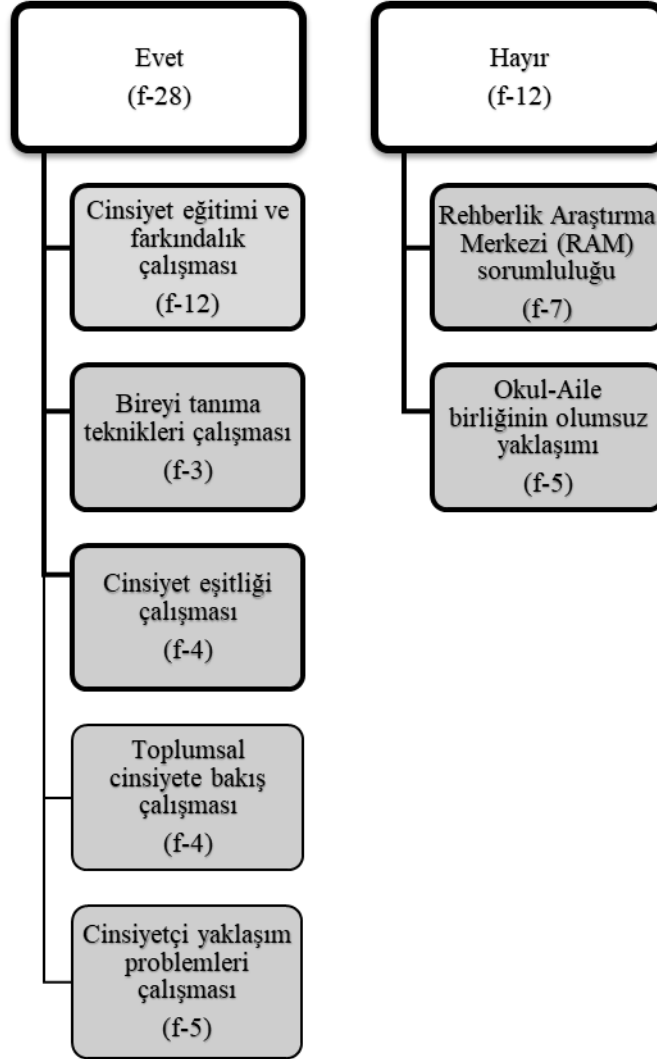 Evet
(f-28)
Cinsiyet eğitimi ve
farkındalık
çalışması
(f-12)
Bireyi tanıma
teknikleri çalışması
(f-3)
Cinsiyet eşitliği
çalışması
(f-4)
Toplumsal
cinsiyete bakış
çalışması
(f-4)
Cinsiyetçi yaklaşım
problemleri
çalışması
(f-5)
Hayır
(f-12)
Rehberlik Araştırma
Merkezi (RAM)
sorumluluğu
(f-7)
Okul-Aile
birliğinin olumsuz
yaklaşımı
(f-5)